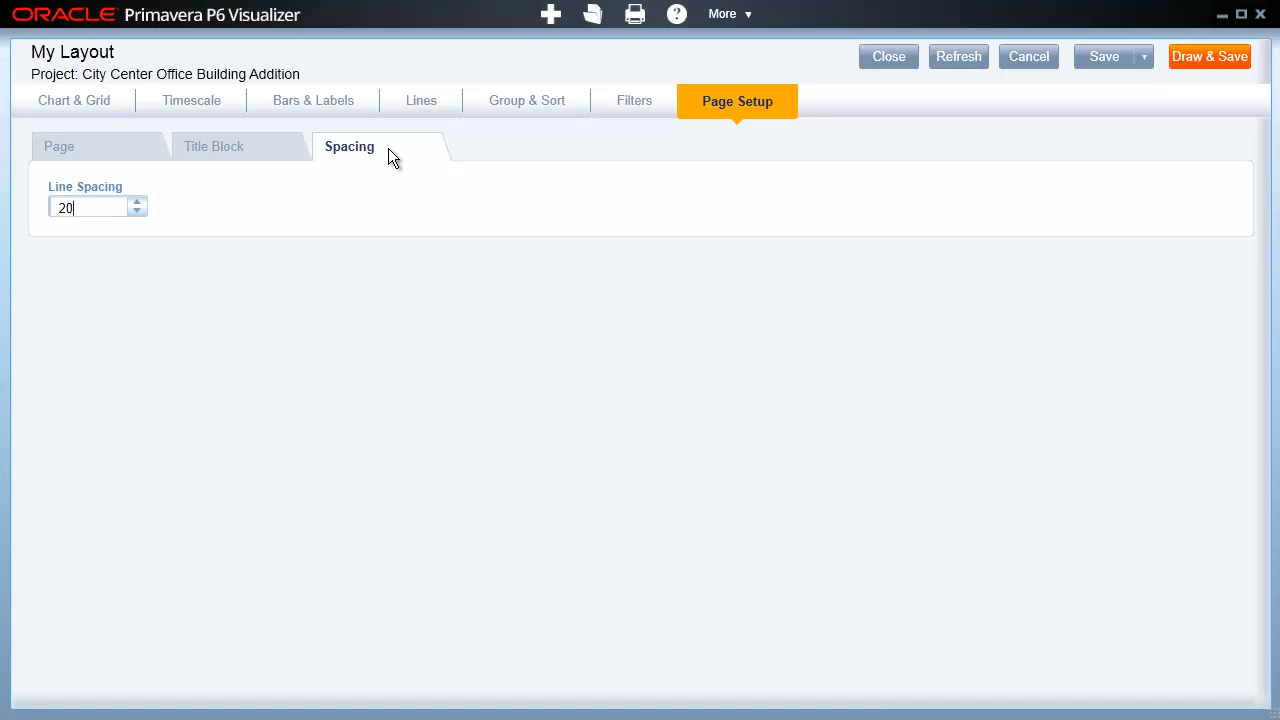 ORACLE Primavera P6 Visualizer
More
My Layout
Project: City Center Office Building Addition
Close
Refresh
Cancel
Save
Draw & Save
Chart & Grid
Timescale
Bars & Labels
Lines
Group & Sort
Filters
Page Setup
Page
Title Block
Spacing
Line Spacing
20